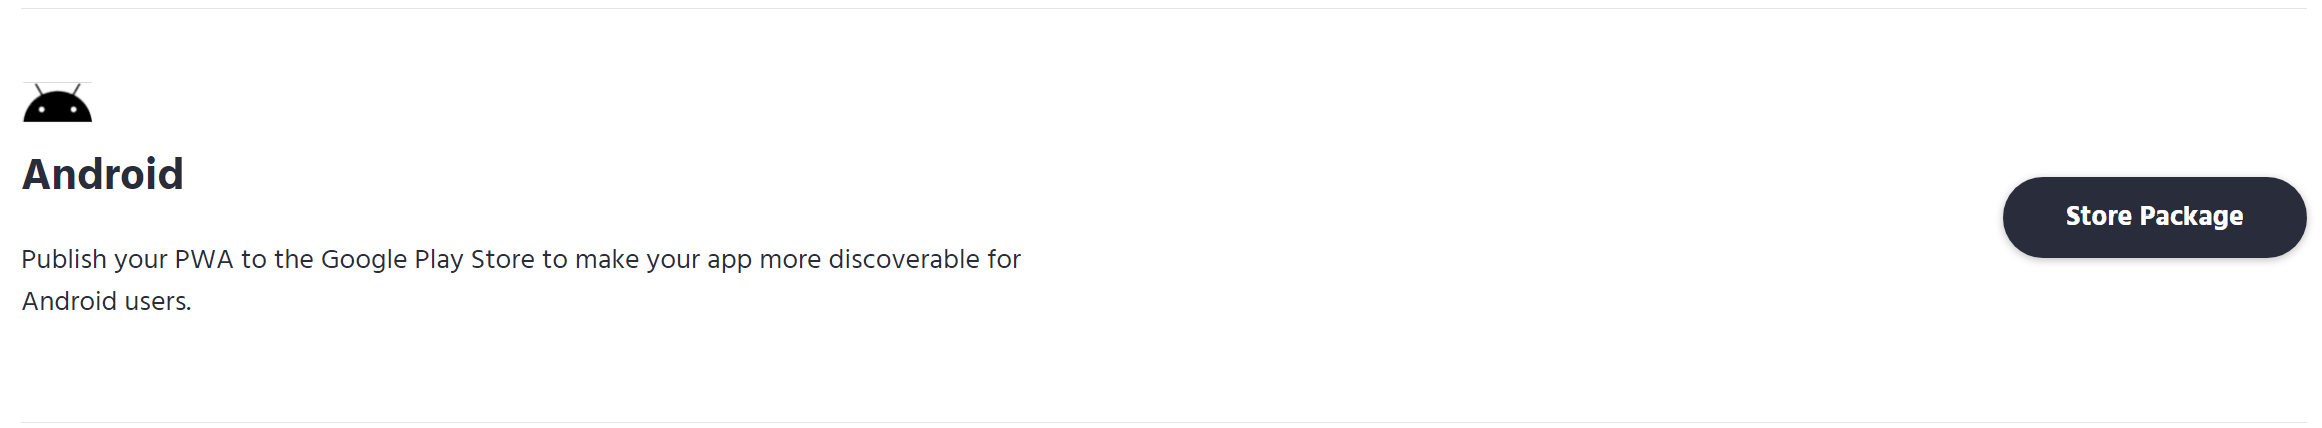 Android
Publish your PWA to the Google Play Store to make your app more discoverable for
Android users.
Store Package